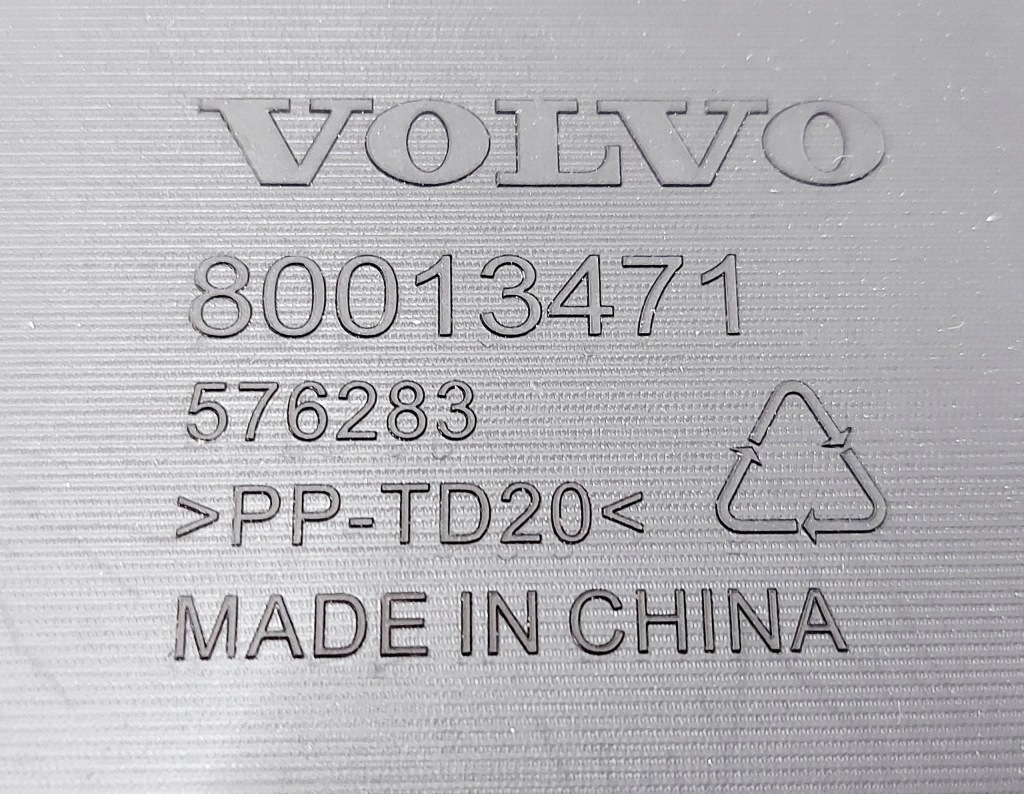 VOLVO
80013471
576283
>PP-TD20<
MADE IN CHINA